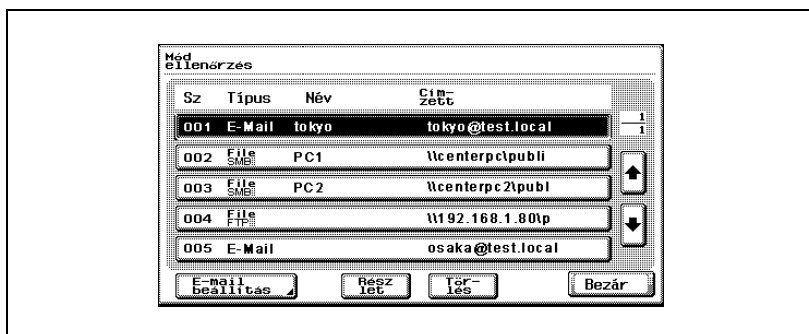 Mód
ellenőrzés
Sz Típus Név Cím-
zett
001 E-Mail tokyo tokyo@test.local
1
1
002 File
SMB PC1 \\centerpc\publi
003 File
SMB PC2 \\centerpc2\publ
004 File
FTP \\192.168.1.80\p
005 E-Mail osaka@test.local
E-mail
beállítás
Rész
let
Tör-
lés
Bezár